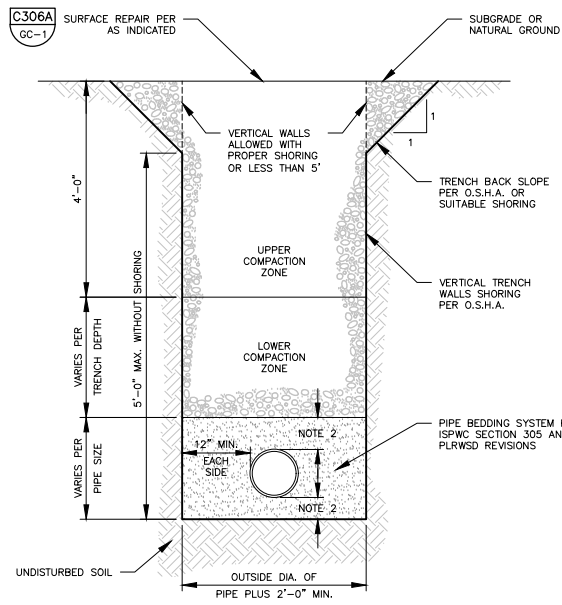 C306A
GC-1
SURFACE REPAIR PER
AS INDICATED
SUBGRADE OR
NATURAL GROUND
VERTICAL WALLS
ALLOWED WITH
PROPER SHORING
OR LESS THAN 5'
1
1
TRENCH BACK SLOPE
PER O.S.H.A. OR
SUITABLE SHORING
4'-0"
5'-0" MAX. WITHOUT SHORING
UPPER
COMPACTION
ZONE
VERTICAL TRENCH
WALLS SHORING
PER O.S.H.A.
VARIES PER
TRENCH DEPTH
LOWER
COMPACTION
ZONE
VARIES PER
PIPE SIZE
NOTE 2
12" MIN.
EACH
SIDE
NOTE 2
PIPE BEDDING SYSTEM
ISPWC SECTION 305
PLRWSD REVISIONS
UNDISTURBED SOIL
OUTSIDE DIA. OF
PIPE PLUS 2'-0" MIN.